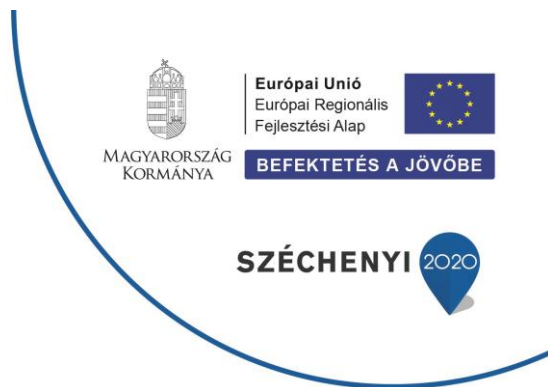 Európai Unió
Európai Regionális
Fejlesztési Alap
MAGYARORSZÁG
KORMÁNYA
BEFEKTETÉS A JÖVŐBE
SZÉCHENYI 2020